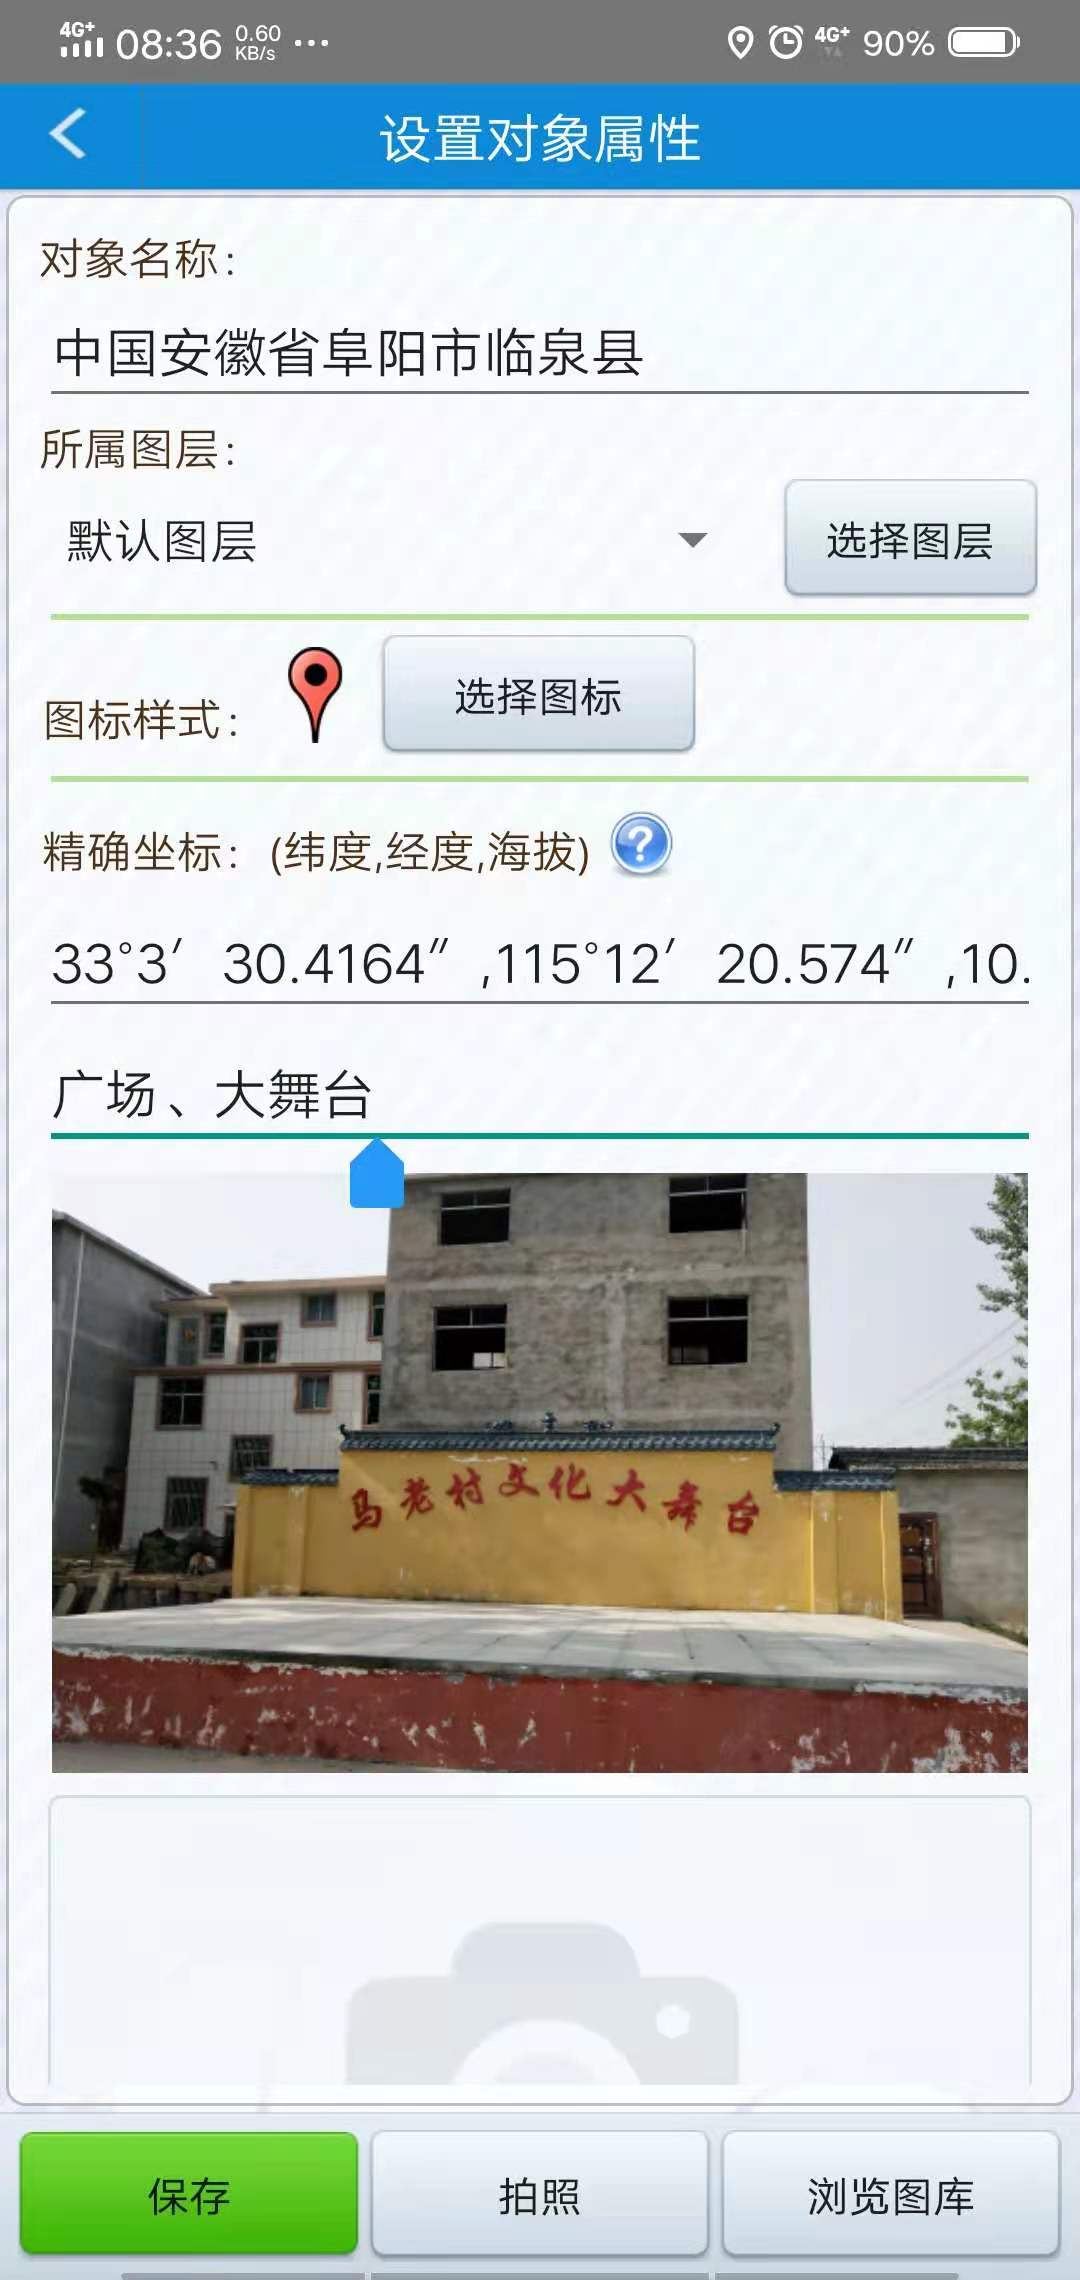 4G+ 08:36 0.60 KB/s ... 4G+ 90%
设置对象属性
对象名称:
中国安徽省阜阳市临泉县
所属图层:
默认图层 选择图层
图标样式: 选择图标
精确坐标: (纬度,经度,海拔) ?
33°3′ 30.4164″ ,115°12′ 20.574″ ,10.
广场、大舞台
马老村文化大舞台
保存 拍照 浏览图库